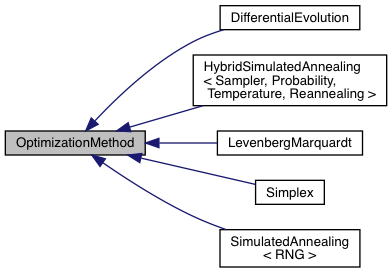 DifferentialEvolution
HybridSimulatedAnnealing
< Sampler, Probability,
Temperature, Reannealing >
OptimizationMethod
LevenbergMarquardt
Simplex
SimulatedAnnealing
< RNG >